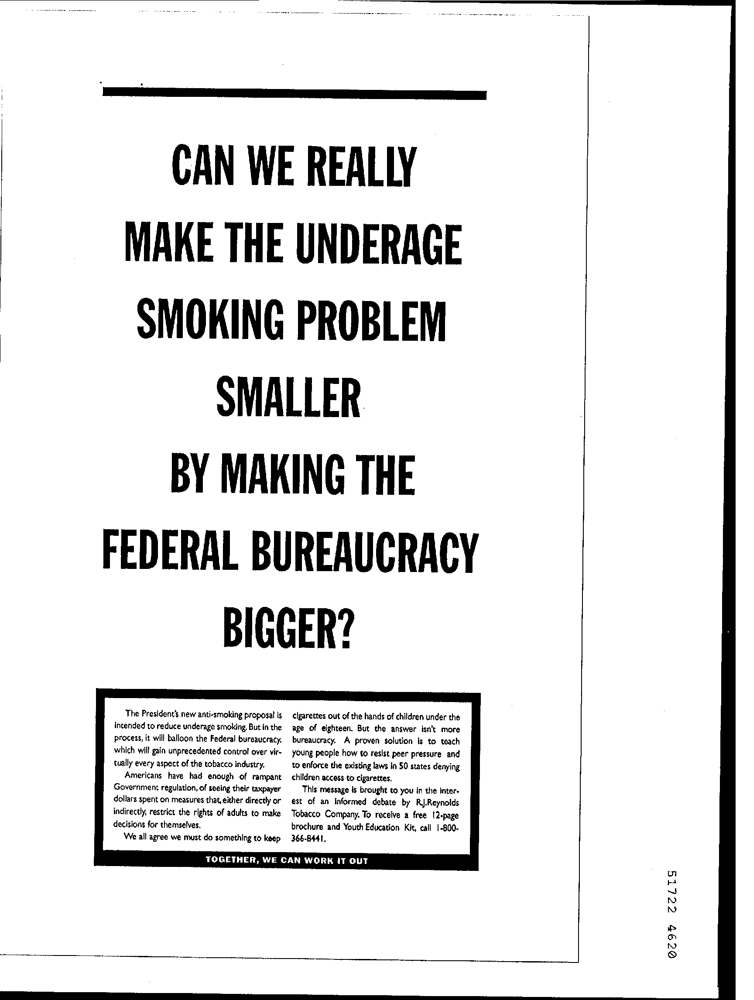 CAN WE REALLY
MAKE THE UNDERAGE
SMOKING PROBLEM
SMALLER
BY MAKING THE
FEDERAL BUREAUCRACY
BIGGER?
The President's new anti-smoking proposal is
intended to reduce underage smoking. But in the
process, it will balloon the Federal bureaucracy,
which will gain unprecedented control over vir-
tually every aspect of the tobacco industry.
Americans have had enough of rampant
Government regulation, of seeing their taxpayer
dollars spent on measures that, either directly or
indirectly, restrict the rights of adults to make
decisions for themselves.
We all agree we must do something to keep
cigarettes out of the hands of children under the
age of eighteen. But the answer isn't more
bureaucracy. A proven solution is to teach
young people how to resist peer pressure and
to enforce the existing laws in 50 states denying
children access to cigarettes.
This message is brought to you in the inter-
est of an informed debate by R.J.Reynolds
Tobacco Company. To receive a free 12-page
brochure and Youth Education Kit, call 1-800-
366-8441.
TOGETHER, WE CAN WORK IT OUT
51722 4620